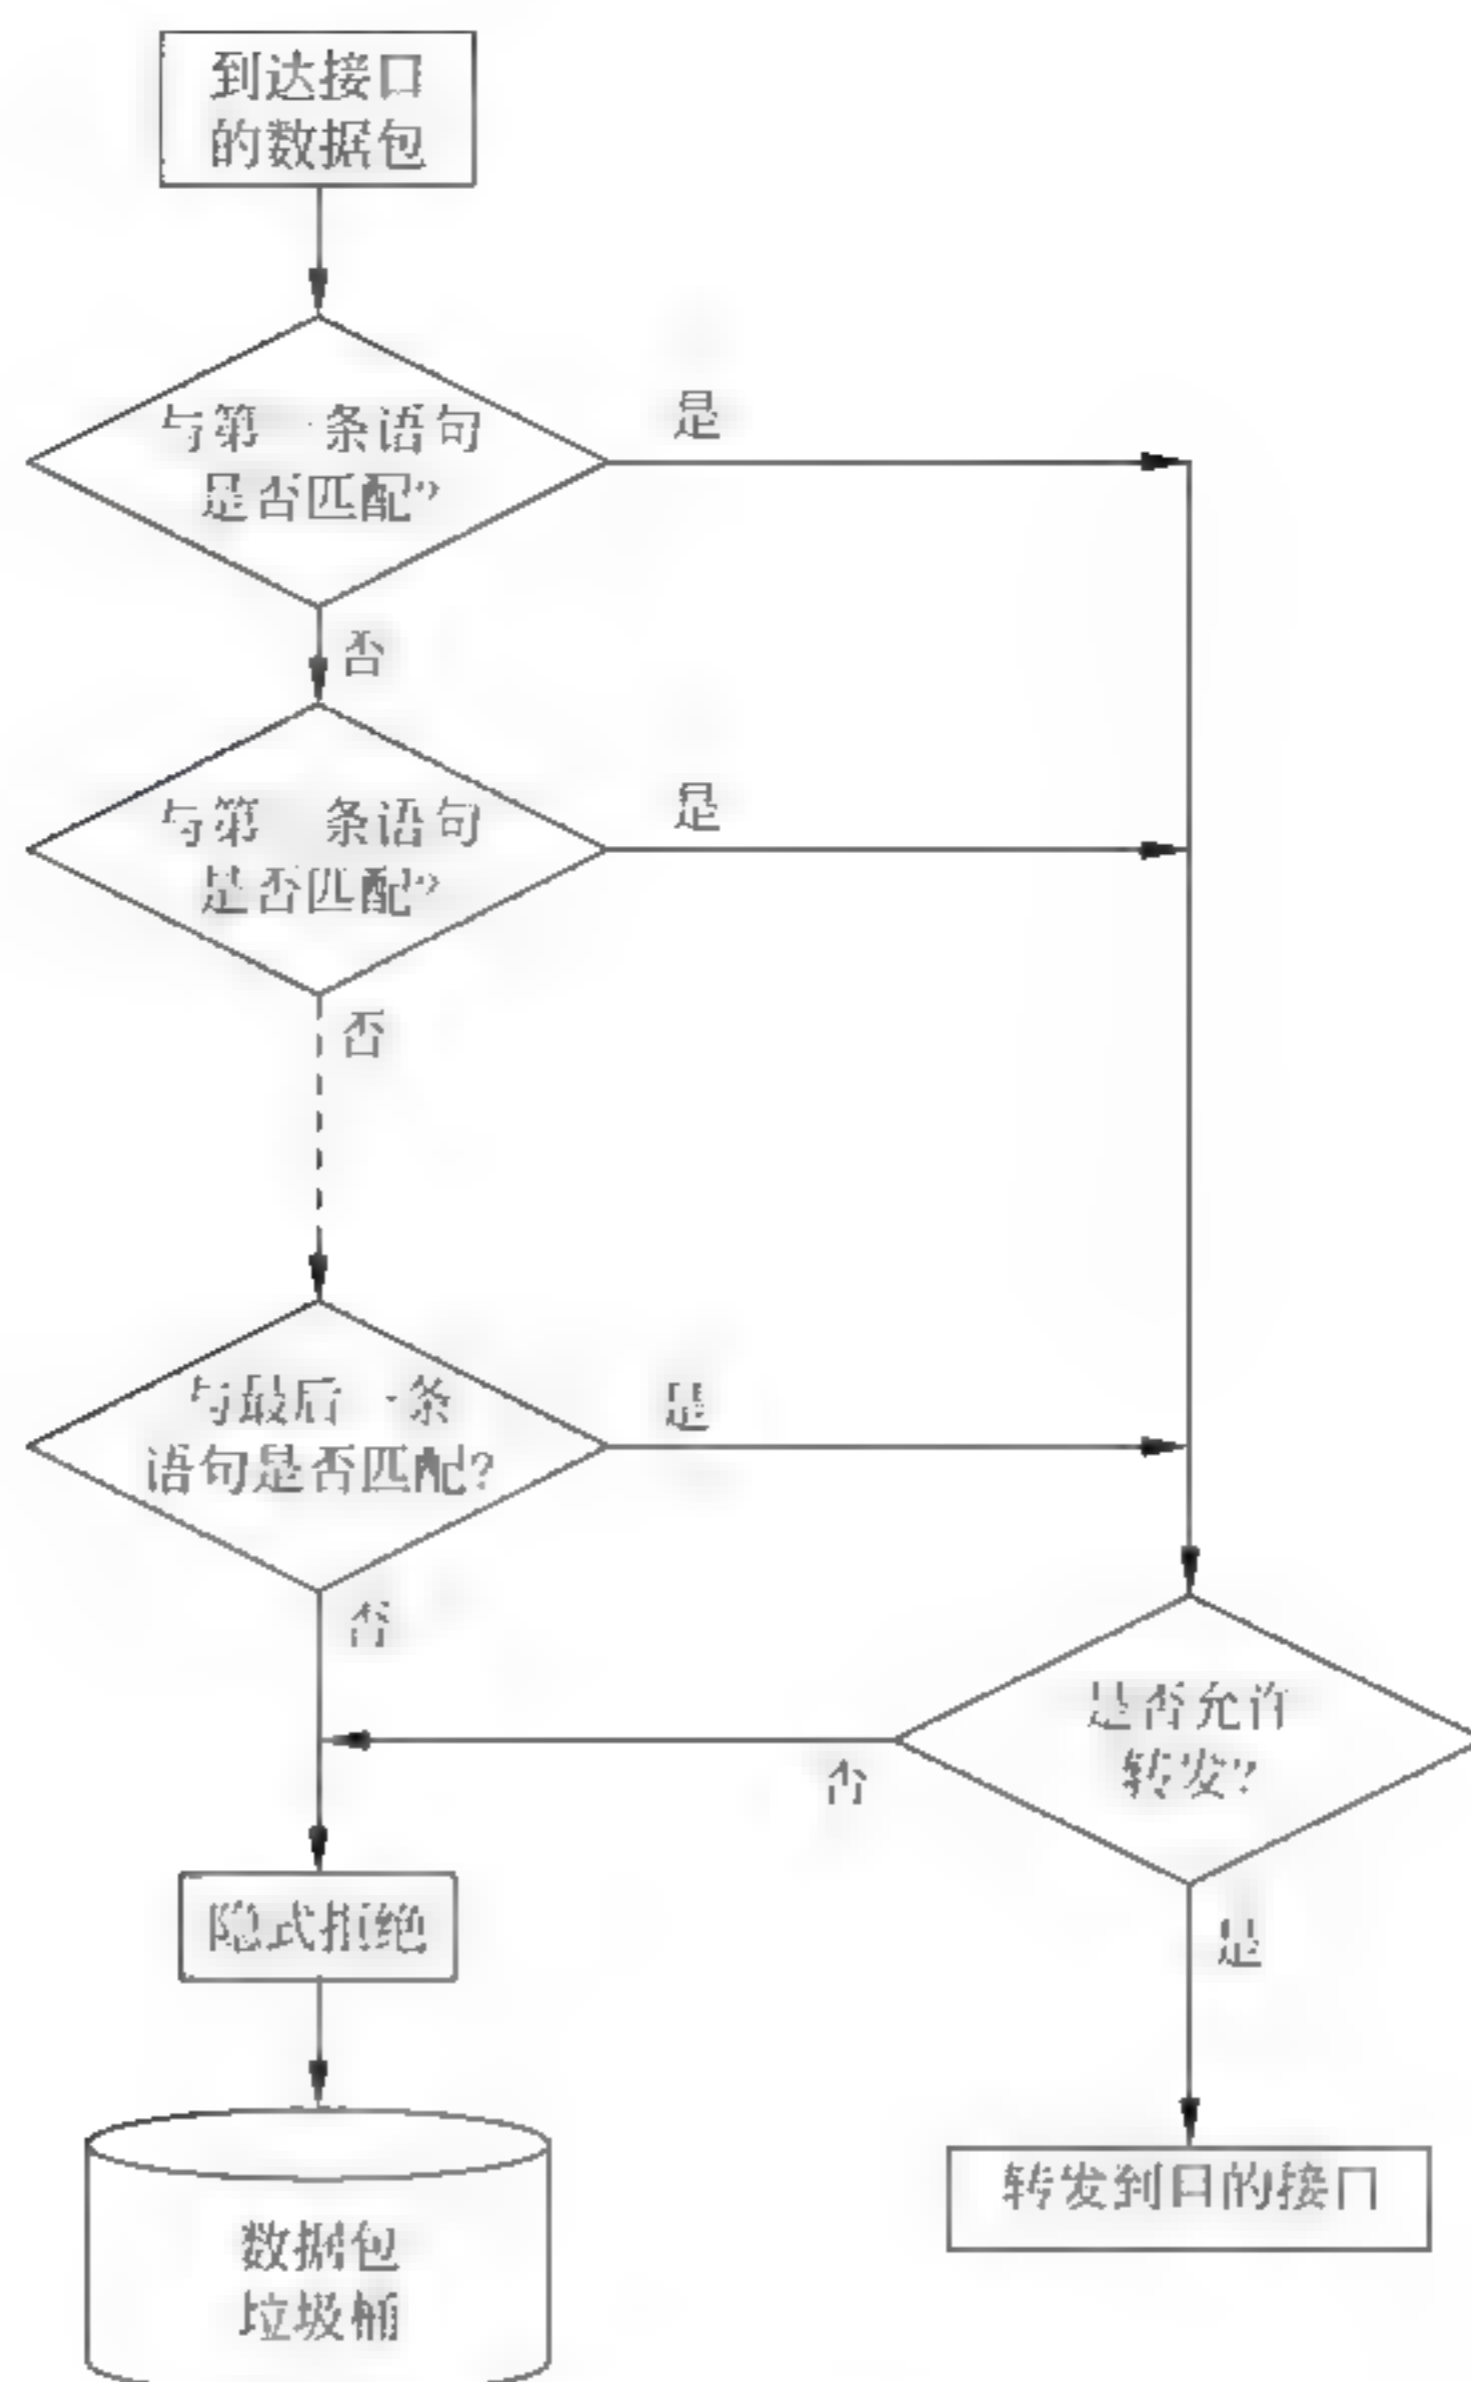 到达接口
的数据包
与第一条语句
是否匹配?
是
否
与第 条语句
是否匹配?
是
否
与最后一条
语句是否匹配?
是
否
是否允许
转发?
否
是
隐式拒绝
转发到目的接口
数据包
垃圾桶